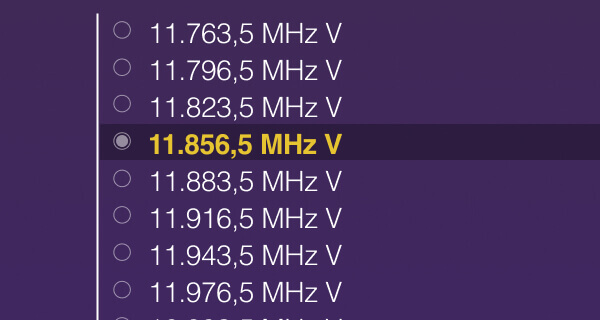 11.763,5 MHz V
11.796,5 MHz V
11.823,5 MHz V
11.856,5 MHz V
11.883,5 MHz V
11.916,5 MHz V
11.943,5 MHz V
11.976,5 MHz V